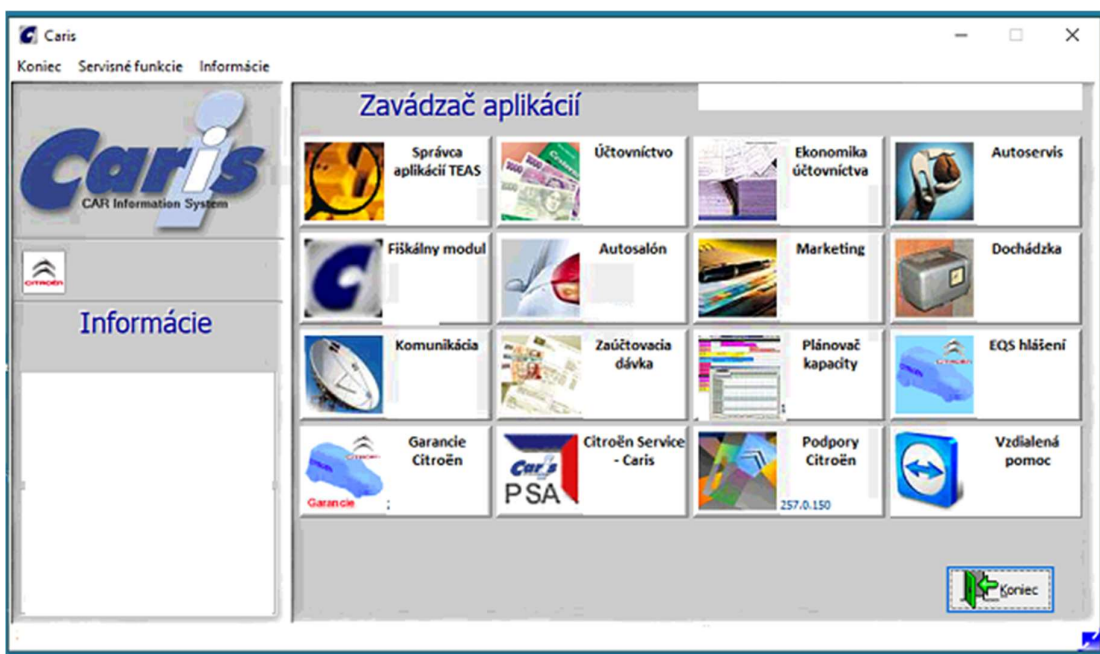 Caris
Koniec Servisné funkcie Informácie
Caris
CAR Information System
CITROËN
Informácie
Zavádzač aplikácií
Správca
aplikácií TEAS
Účtovníctvo
Ekonomika
účtovníctva
Autoservis
Fiškálny modul
Autosalón
Marketing
Dochádzka
Komunikácia
Zaúčtovacia
dávka
Plánovač
kapacity
EQS hlášení
Garancie
Citroën
Garancie
Citroën Service
- Caris
Caris
PSA
Podpory
Citroën
257.0.150
Vzdialená
pomoc
Koniec